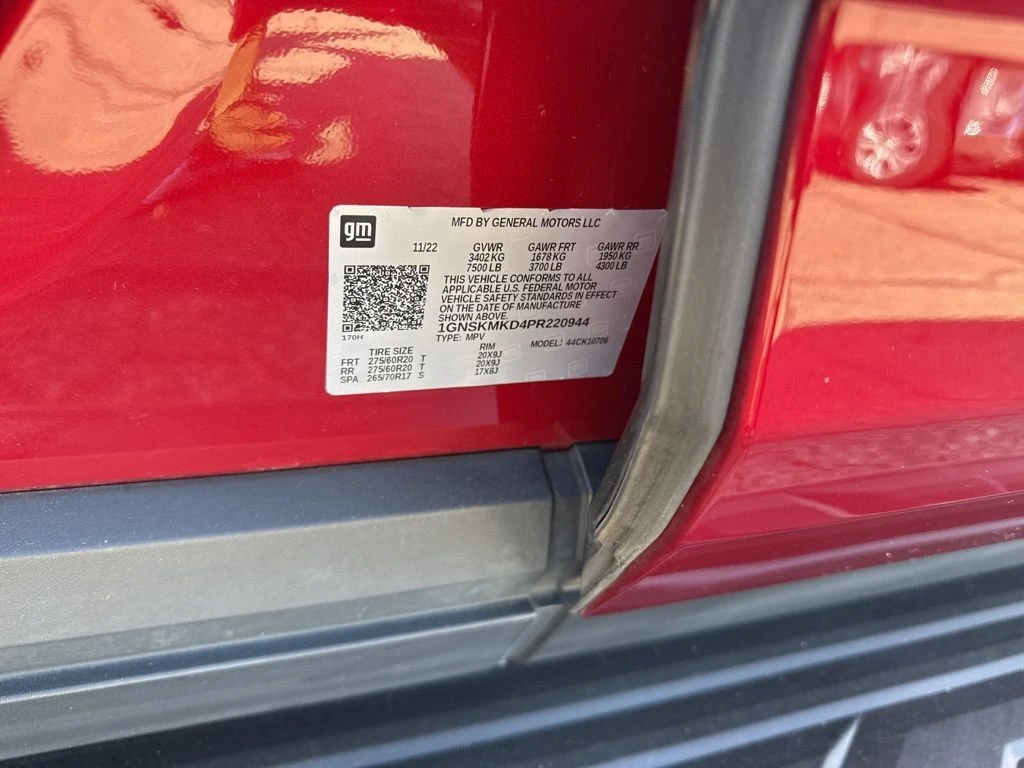 gm
MFD BY GENERAL MOTORS LLC
11/22 GVWR GAWR FRT GAWR RR
3402 KG 1678 KG 1950 KG
7500 LB 3700 LB 4300 LB
THIS VEHICLE CONFORMS TO ALL
APPLICABLE U.S. FEDERAL MOTOR
VEHICLE SAFETY STANDARDS IN EFFECT
ON THE DATE OF MANUFACTURE
SHOWN ABOVE.
1GNSKMKD4PR220944
170H
TYPE: MPV MODEL: 44CK10706
TIRE SIZE RIM
FRT 275/60R20 T 20X9J
RR 275/60R20 T 20X9J
SPA 265/70R17 S 17X8J